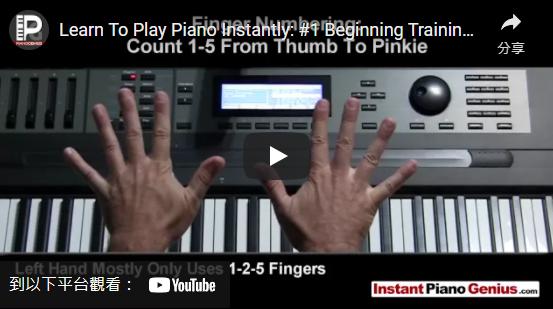 Finger Numbering:
Learn To Play Piano Instantly: #1 Beginning Trainin...
Count 1-5 From Thumb To Pinkie
分享
Left Hand Mostly Only Uses 1-2-5 Fingers
到以下平台觀看： YouTube
InstantPianoGenius.com